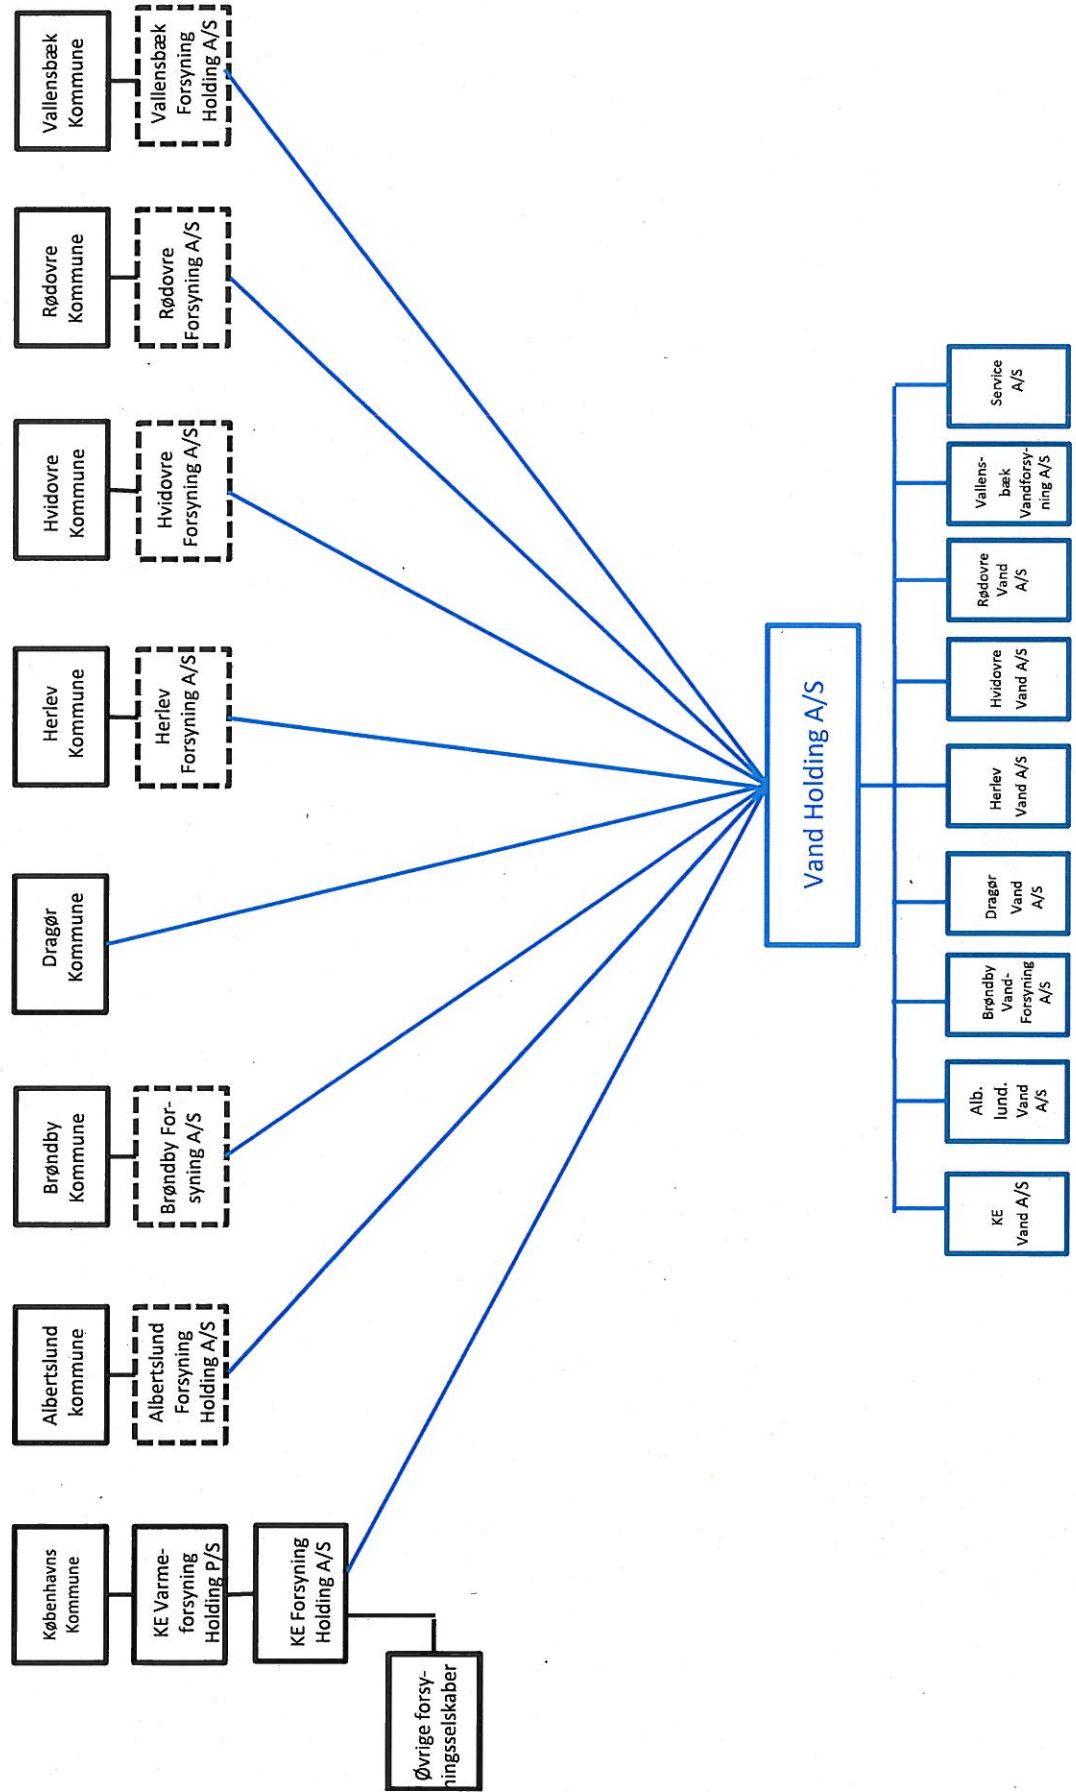 Københavns
Kommune
Albertslund
kommune
Brøndby
Kommune
Dragør
Kommune
Herlev
Kommune
Hvidovre
Kommune
Rødovre
Kommune
Vallensbæk
Kommune
KE Varme-
forsyning
Holding P/S
Albertslund
Forsyning
Holding A/S
Brøndby For-
syning A/S
Herlev
Forsyning A/S
Hvidovre
Forsyning A/S
Rødovre
Forsyning A/S
Vallensbæk
Forsyning
Holding A/S
KE Forsyning
Holding A/S
Øvrige forsy-
ningsselskaber
Vand Holding A/S
KE
Vand A/S
Alb.
lund.
Vand
A/S
Brøndby
Vand-
Forsyning
A/S
Dragør
Vand
A/S
Herlev
Vand A/S
Hvidovre
Vand A/S
Rødovre
Vand
A/S
Vallens-
bæk
Vandforsy-
ning A/S
Service
A/S